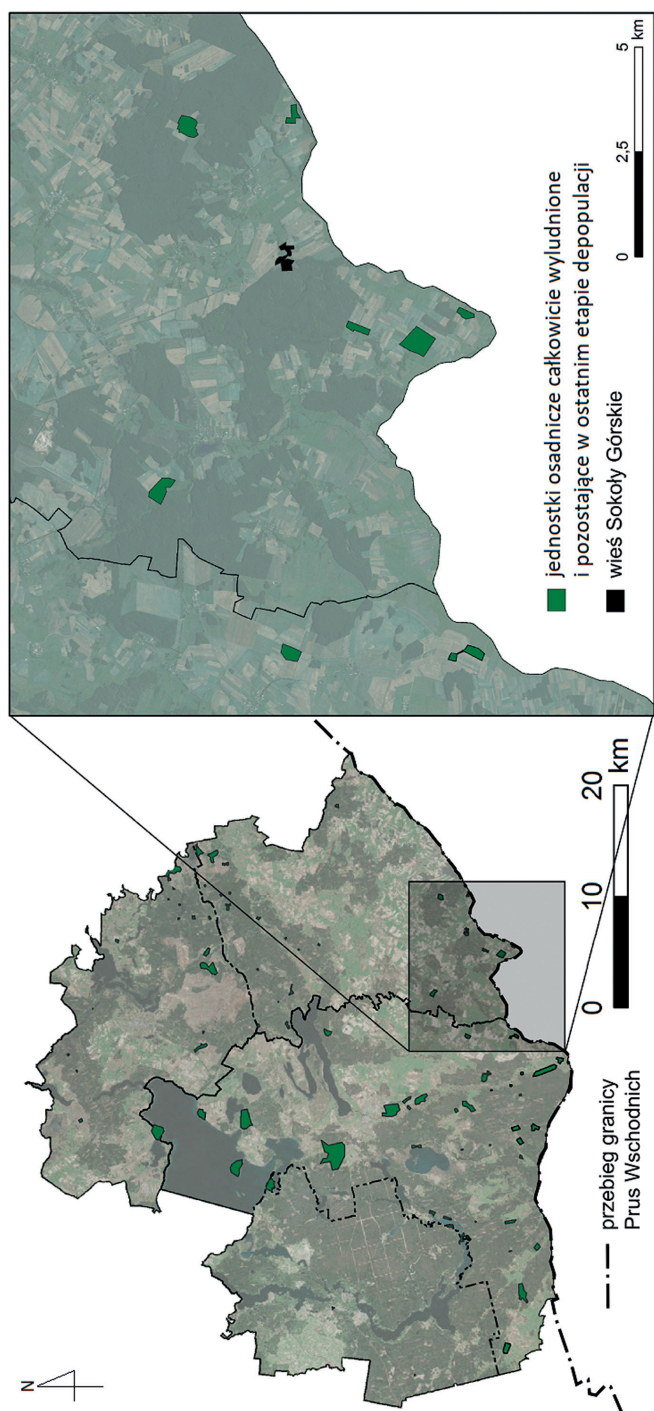 N
0
10
20
km
przebieg granicy
Prus Wschodnich
jednostki osadnicze całkowicie wyludnione
i pozostające w ostatnim etapie depopulacji
wieś Sokoły Górskie
0
2,5
5
km